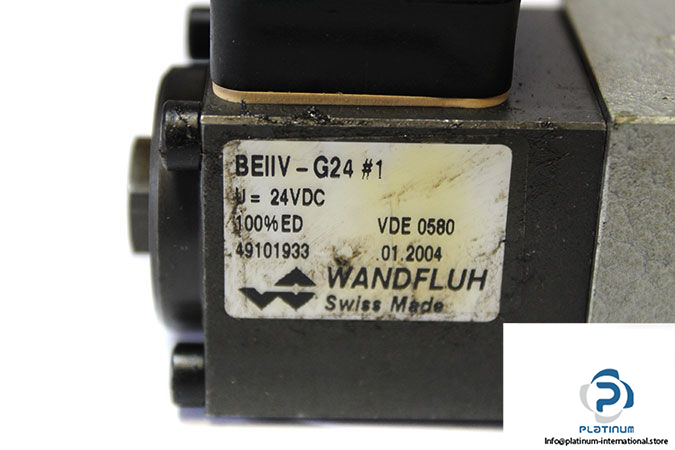 BEIIV-G24 #1
U = 24VDC
100%ED VDE 0580
49101933 .01.2004
WANDFLUH
Swiss Made
PLATINUM
Info@platinum-international.store